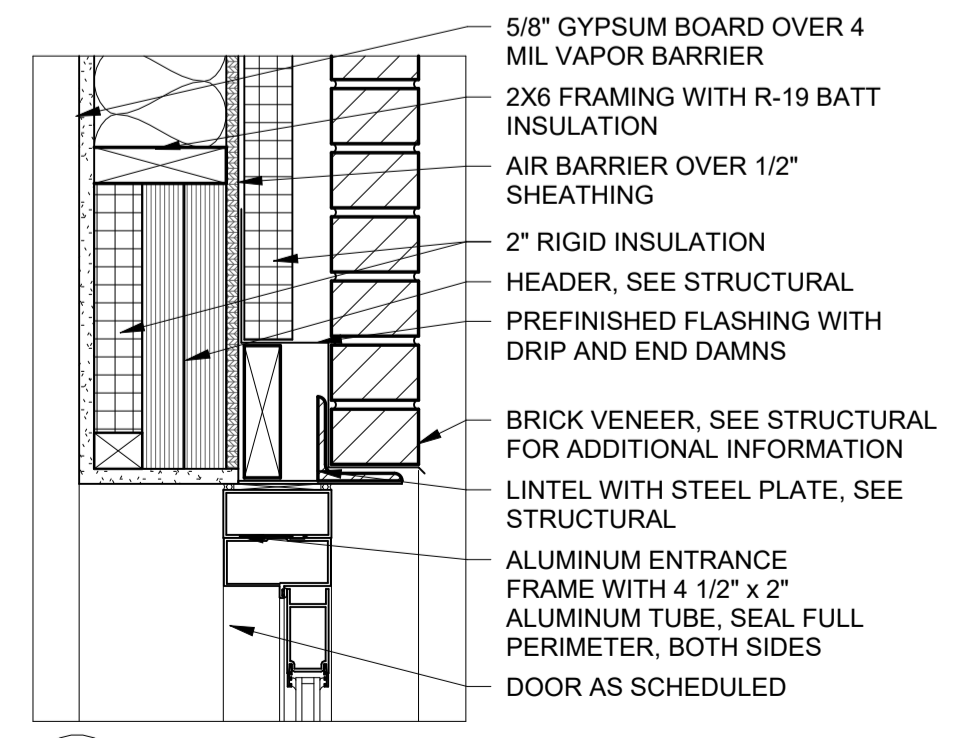 5/8" GYPSUM BOARD OVER 4
MIL VAPOR BARRIER
2X6 FRAMING WITH R-19 BATT
INSULATION
AIR BARRIER OVER 1/2"
SHEATHING
2" RIGID INSULATION
HEADER, SEE STRUCTURAL
PREFINISHED FLASHING WITH
DRIP AND END DAMNS
BRICK VENEER, SEE STRUCTURAL
FOR ADDITIONAL INFORMATION
LINTEL WITH STEEL PLATE, SEE
STRUCTURAL
ALUMINUM ENTRANCE
FRAME WITH 4 1/2" x 2"
ALUMINUM TUBE, SEAL FULL
PERIMETER, BOTH SIDES
DOOR AS SCHEDULED